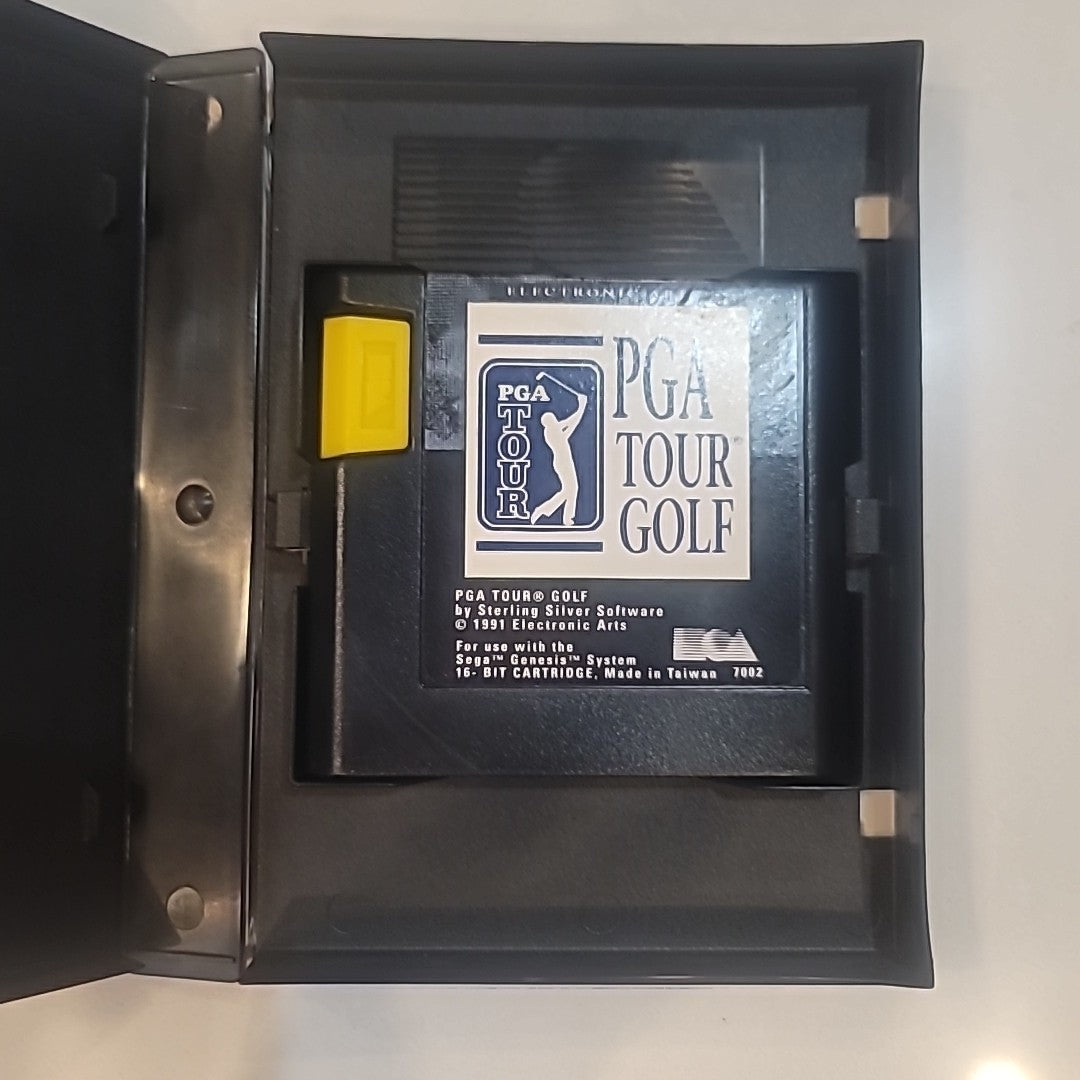 ELECTRONIC
PGA
TOUR
PGA
TOUR
GOLF
PGA TOUR® GOLF
by Sterling Silver Software
© 1991 Electronic Arts
For use with the
Sega™ Genesis™ System
16- BIT CARTRIDGE, Made in Taiwan 7002